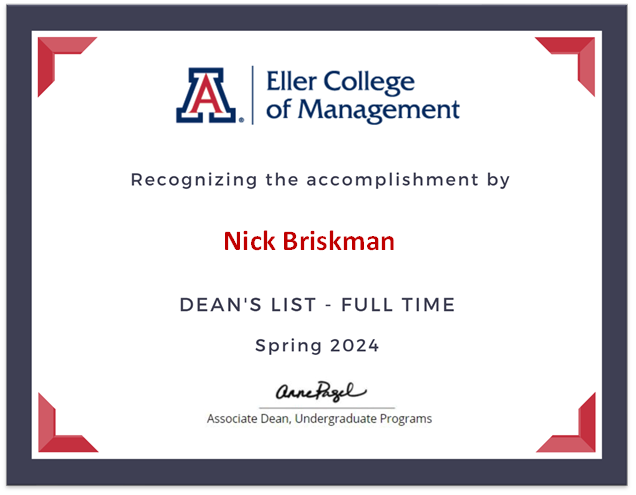 A
Eller College
of Management
Recognizing the accomplishment by
Nick Briskman
DEAN'S LIST - FULL TIME
Spring 2024
Anne Pagel
Associate Dean, Undergraduate Programs